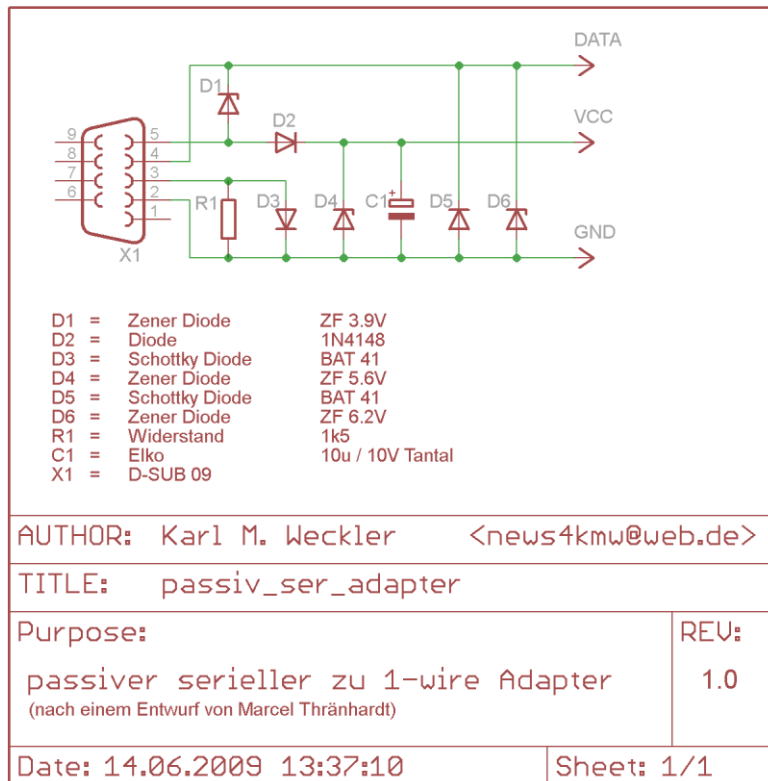 DATA
D1
D2
VCC
9 5
8 4
7 3
6 2
1
R1 D3 D4 C1 + D5 D6
GND
X1
D1 = Zener Diode ZF 3.9V
D2 = Diode 1N4148
D3 = Schottky Diode BAT 41
D4 = Zener Diode ZF 5.6V
D5 = Schottky Diode BAT 41
D6 = Zener Diode ZF 6.2V
R1 = Widerstand 1k5
C1 = Elko 10u / 10V Tantal
X1 = D-SUB 09
AUTHOR: Karl M. Weckler <news4kmw@web.de>
TITLE: passiv_ser_adapter
Purpose: REV:
passiver serieller zu 1-wire Adapter 1.0
(nach einem Entwurf von Marcel Thränhardt)
Date: 14.06.2009 13:37:10 Sheet: 1/1